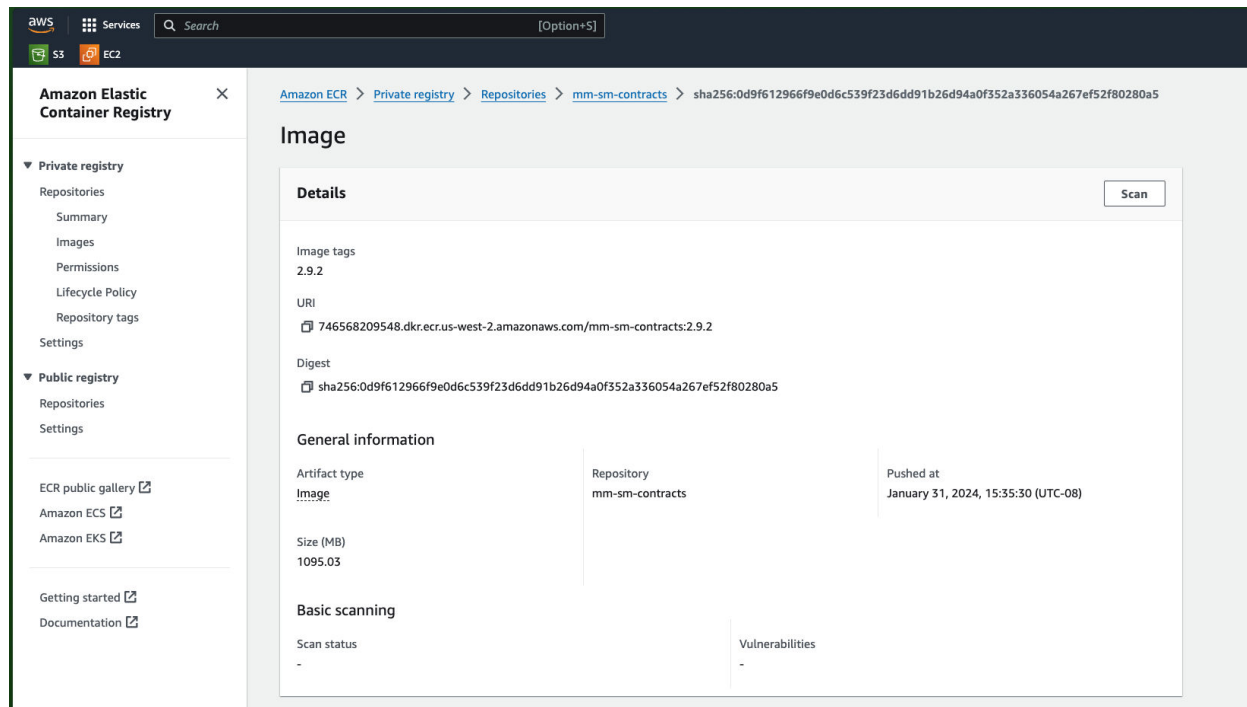 aws Services Search [Option+S]
S3 EC2
Amazon Elastic
Container Registry
Private registry
Repositories
Summary
Images
Permissions
Lifecycle Policy
Repository tags
Settings
Public registry
Repositories
Settings
ECR public gallery
Amazon ECS
Amazon EKS
Getting started
Documentation
Amazon ECR > Private registry > Repositories > mm-sm-contracts > sha256:0d9f612966f9e0d6c539f23d6dd91b26d94a0f352a336054a267ef52f80280a5
Image
Details Scan
Image tags
2.9.2
URI
746568209548.dkr.ecr.us-west-2.amazonaws.com/mm-sm-contracts:2.9.2
Digest
sha256:0d9f612966f9e0d6c539f23d6dd91b26d94a0f352a336054a267ef52f80280a5
General information
Artifact type
Image
Repository
mm-sm-contracts
Pushed at
January 31, 2024, 15:35:30 (UTC-08)
Size (MB)
1095.03
Basic scanning
Scan status
-
Vulnerabilities
-